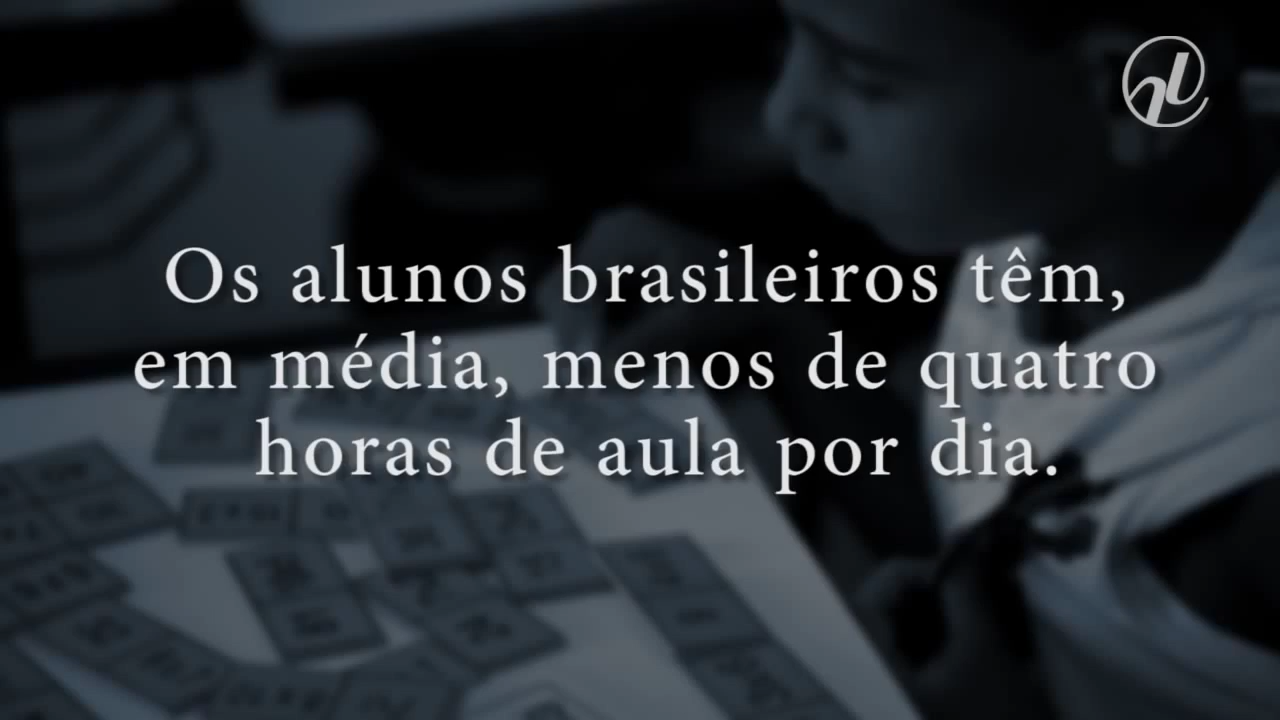 Os alunos brasileiros têm,
em média, menos de quatro
horas de aula por dia.